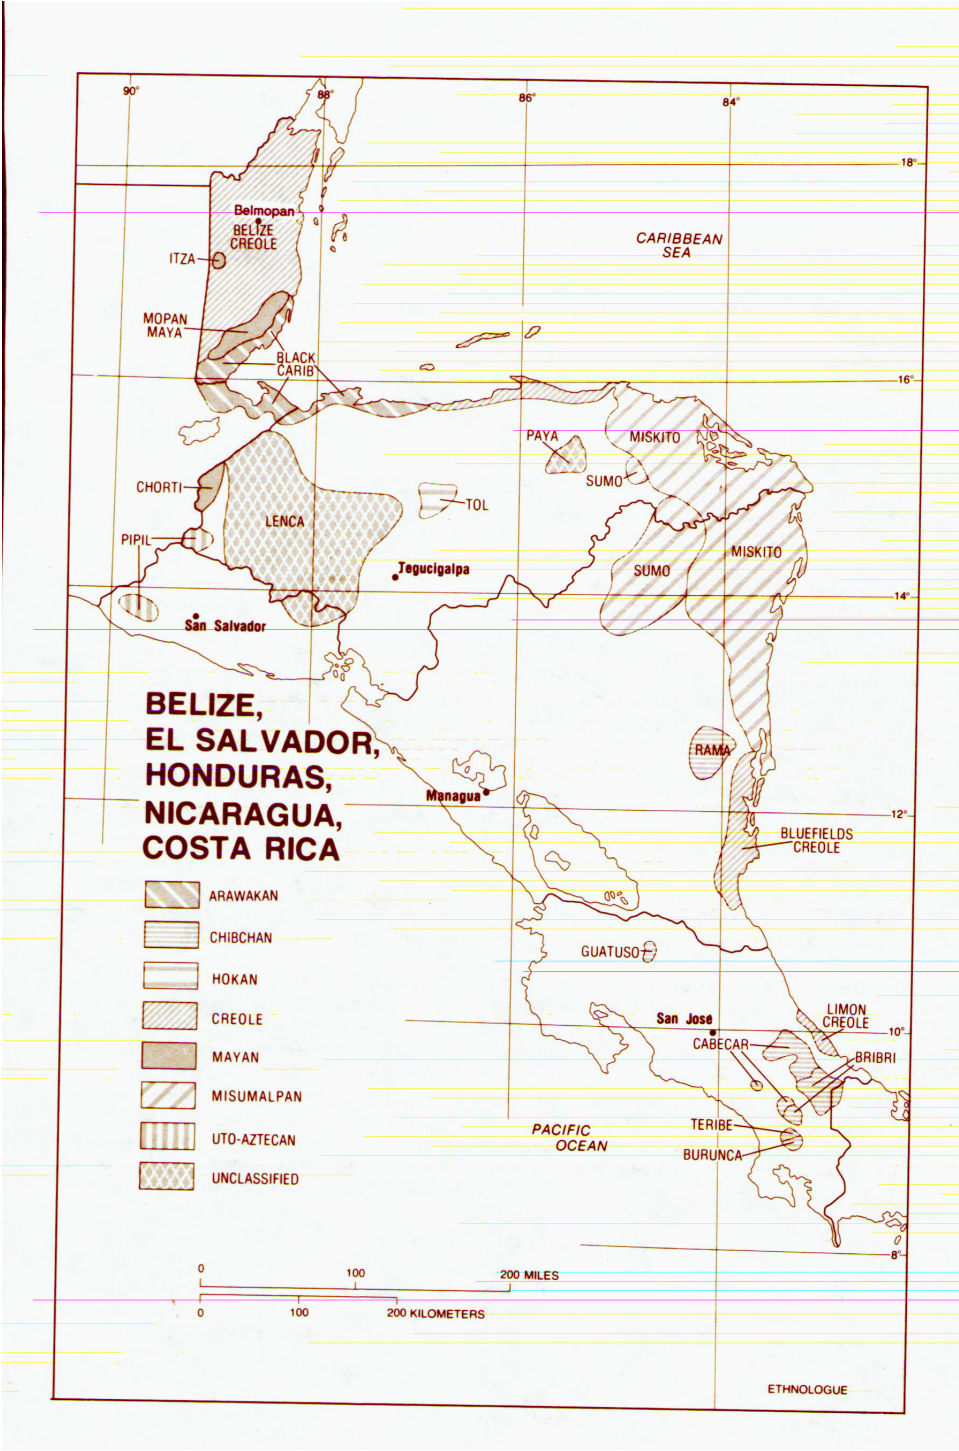 90°
88°
86°
84°
18°
Belmopan
BELIZE
CREOLE
CARIBBEAN
SEA
ITZA
MOPAN
MAYA
BLACK
CARIB
16°
PAYA
MISKITO
SUMO
CHORTI
TOL
LENCA
PIPIL
MISKITO
Tegucigalpa
SUMO
14°
San Salvador
BELIZE,
EL SALVADOR,
HONDURAS,
NICARAGUA,
COSTA RICA
RAMA
Managua
12°
BLUEFIELDS
CREOLE
ARAWAKAN
CHIBCHAN
HOKAN
CREOLE
MAYAN
MISUMALPAN
UTO-AZTECAN
UNCLASSIFIED
GUATUSO
LIMON
CREOLE
San José
10°
CABECAR
BRIBRI
TERIBE
BURUNCA
PACIFIC
OCEAN
8°
0 100 200 MILES
0 100 200 KILOMETERS
ETHNOLOGUE